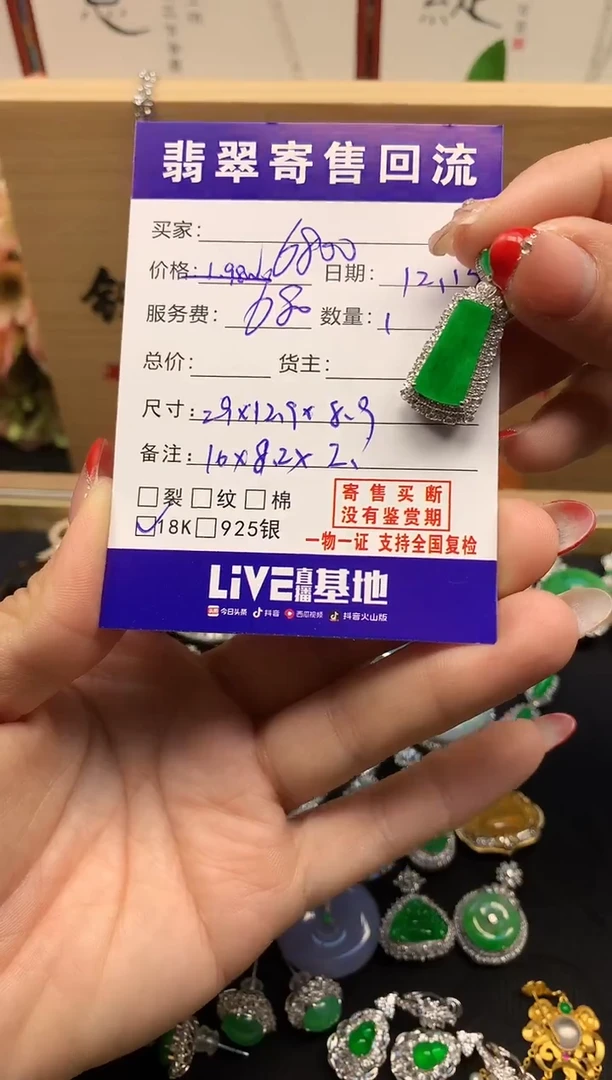 翡翠寄售回流
买家:
6800
价格: 1.98 日期: 12.15
服务费: 680 数量: 1
总价: 货主:
尺寸: 29x12.9x8.9
备注: 16x8.2x2.
□裂□纹□棉
☑18K□925银
寄售买断
没有鉴赏期
一物一证 支持全国复检
LiVE直播基地
今日头条 抖音 西瓜视频 抖音火山版